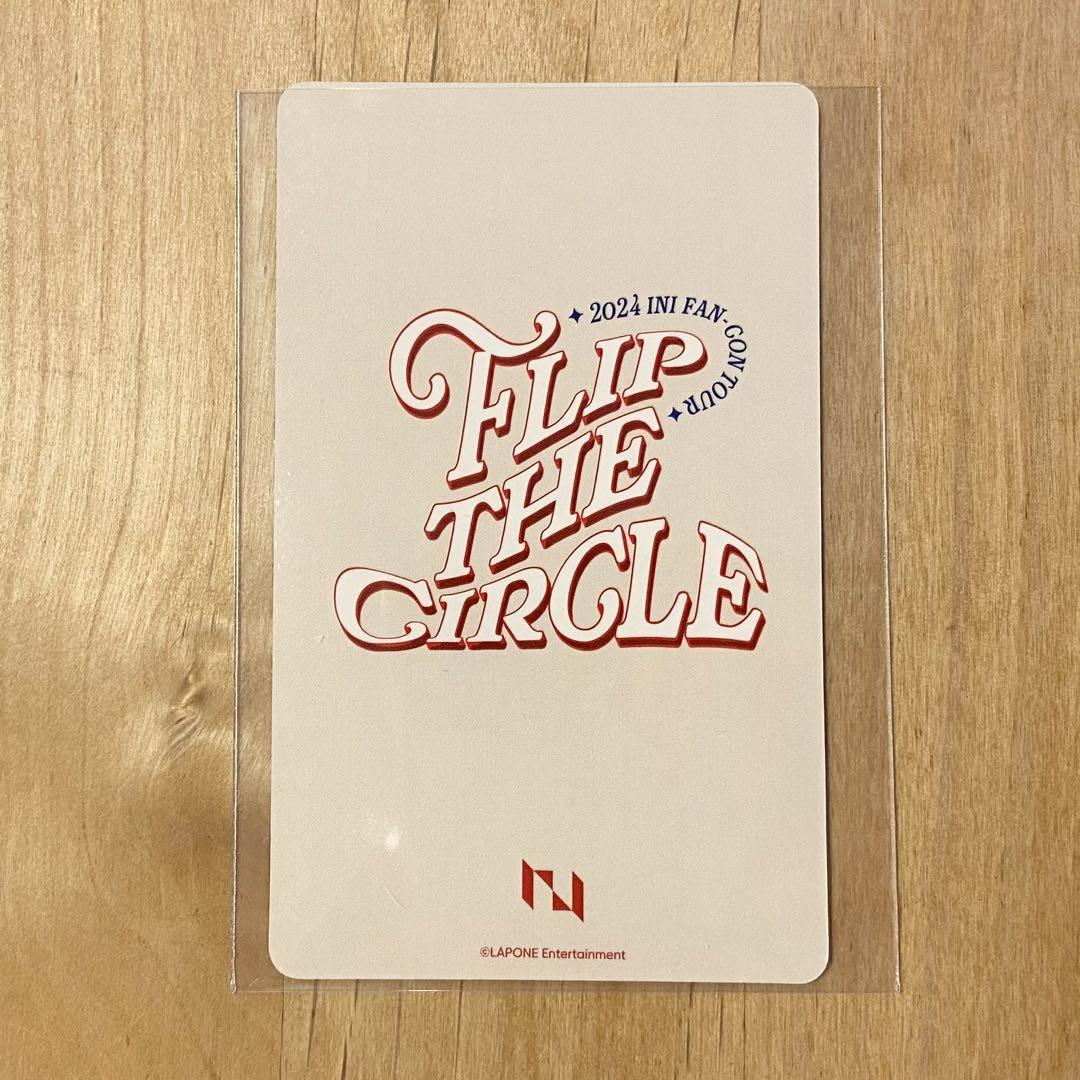 2024 INI FAN-CON TOUR
FLIP
THE
CIRCLE
©LAPONE Entertainment